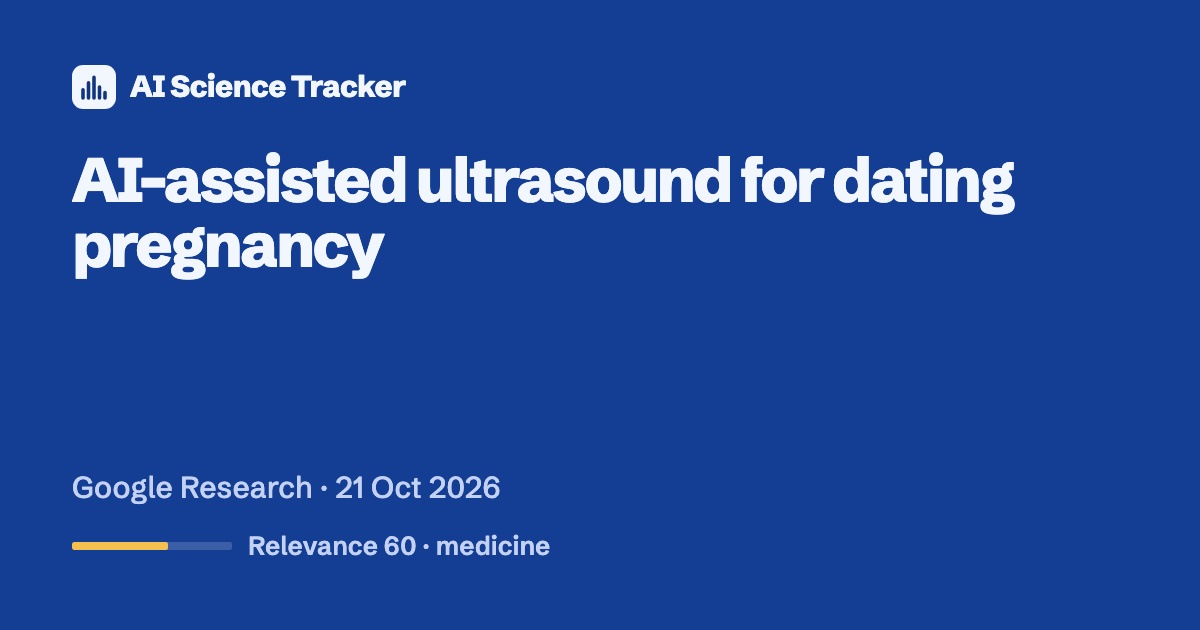 AI Science Tracker
AI-assisted ultrasound for dating
pregnancy
Google Research · 21 Oct 2026
Relevance 60 · medicine